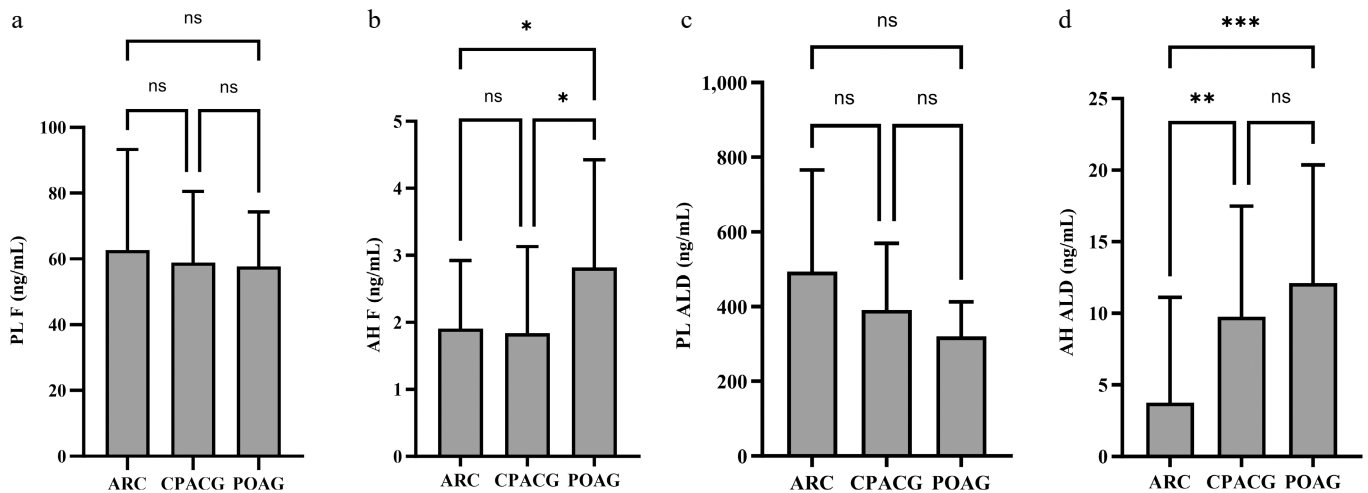 a
ns
ns
ns
100
80
60
40
20
0
PL F (ng/mL)
ARC CPACG POAG
b
*
ns
*
5
4
3
2
1
0
AH F (ng/mL)
ARC CPACG POAG
c
ns
ns
ns
1,000
800
600
400
200
0
PL ALD (ng/mL)
ARC CPACG POAG
d
***
**
ns
25
20
15
10
5
0
AH ALD (ng/mL)
ARC CPACG POAG